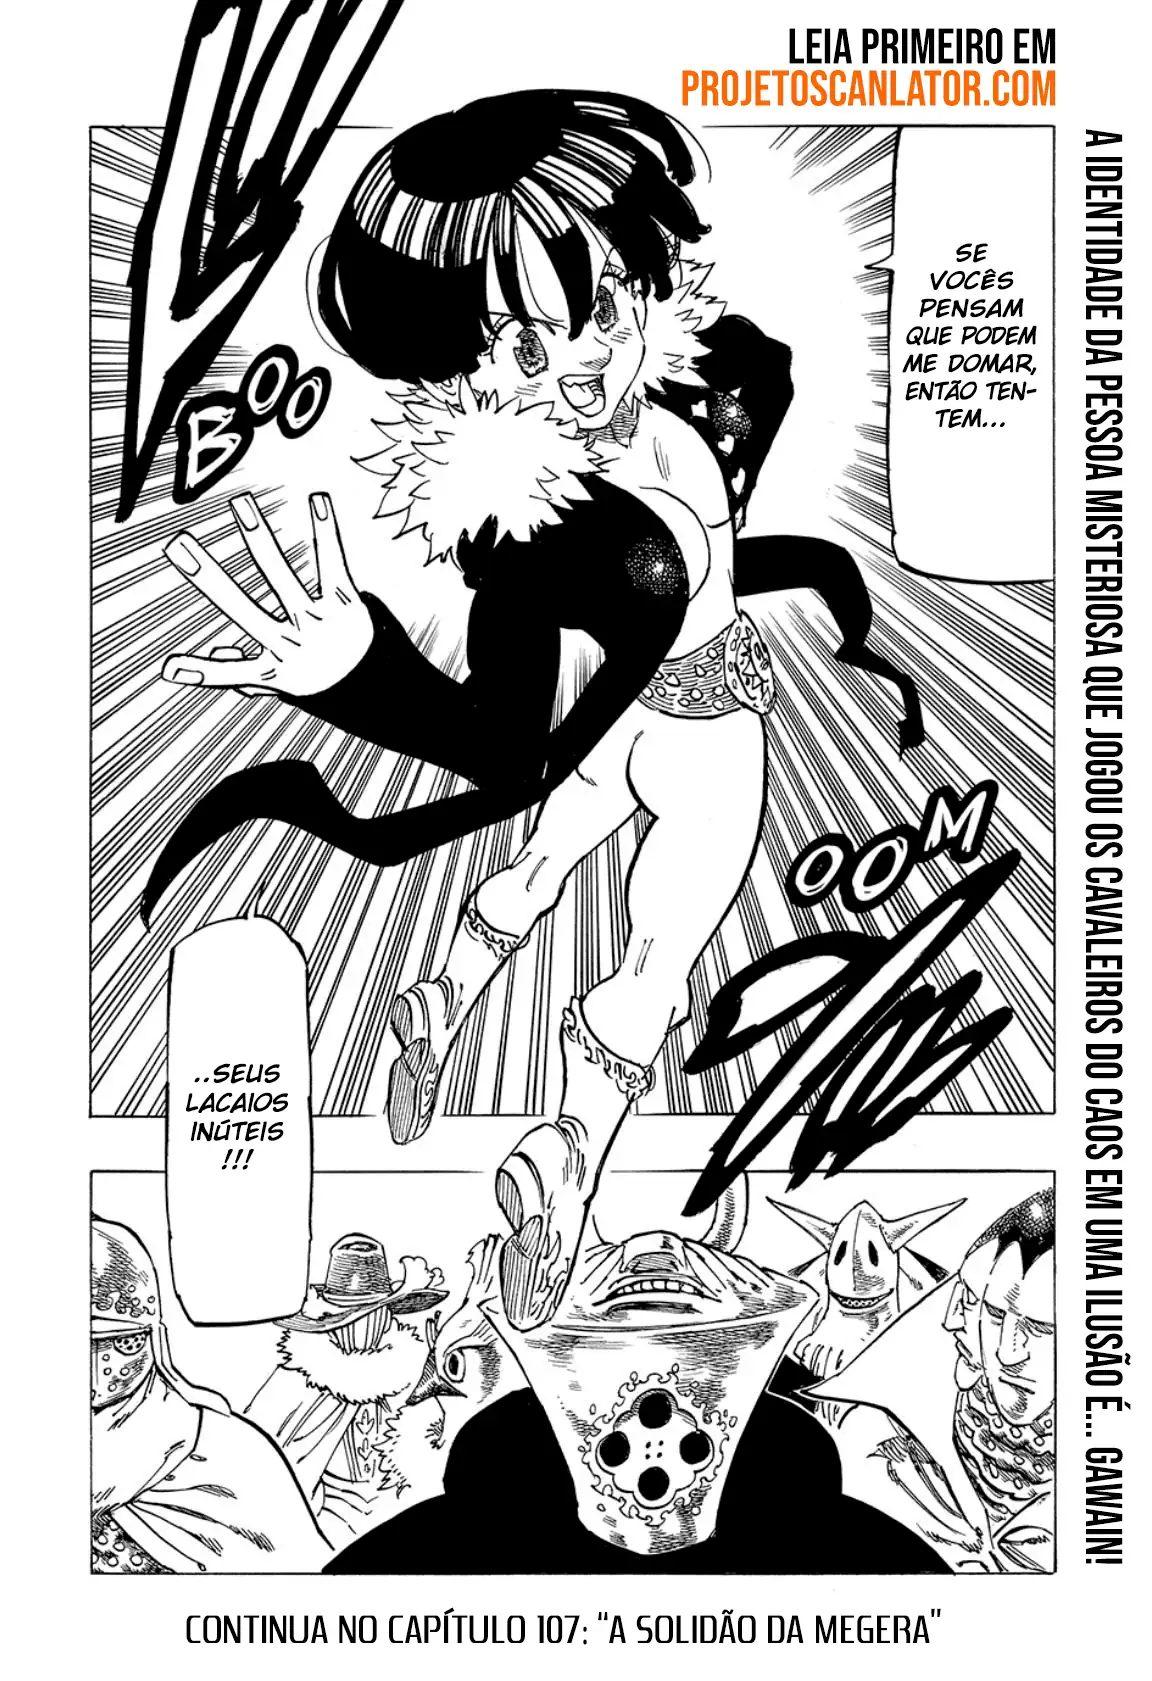 LEIA PRIMEIRO EM
PROJETOSCANLATOR.COM
A IDENTIDADE DA PESSOA MISTERIOSA QUE JOGOU OS CAVALEIROS DO CAOS EM UMA ILUSÃO É... GAWAIN!
SE
VOCÊS
PENSAM
QUE PODEM
ME DOMAR,
ENTÃO TEN-
TEM...
BOO
OOM
..SEUS
LACAIOS
INÚTEIS
!!!
CONTINUA NO CAPÍTULO 107: “A SOLIDÃO DA MEGERA”